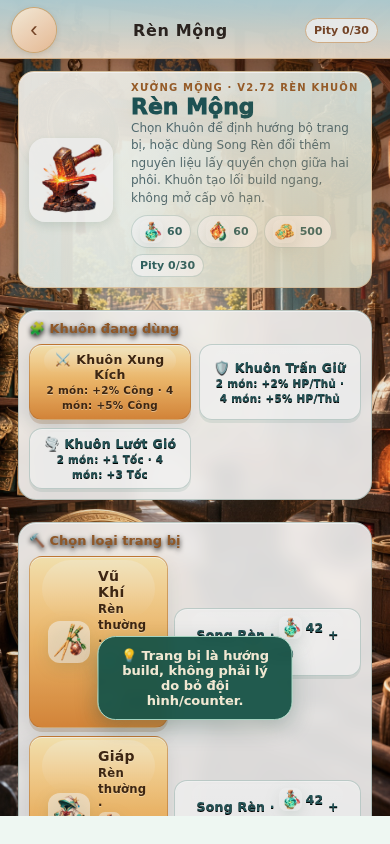 ‹ Rèn Mộng Pity 0/30
XƯỞNG MỘNG · V2.72 RÈN KHUÔN
Rèn Mộng
Chọn Khuôn để định hướng bộ trang
bị, hoặc dùng Song Rèn đổi thêm
nguyên liệu lấy quyền chọn giữa hai
phôi. Khuôn tạo lối build ngang,
không mở cấp vô hạn.
60 60 500
Pity 0/30
Khuôn đang dùng
Khuôn Xung
Kích
2 món: +2% Công · 4
món: +5% Công
Khuôn Trấn Giữ
2 món: +2% HP/Thủ ·
4 món: +5% HP/Thủ
Khuôn Lướt Gió
2 món: +1 Tốc · 4
món: +3 Tốc
Chọn loại trang bị
Vũ
Khí
Rèn
thường
Song Rèn · 42 +
💡 Trang bị là hướng
build, không phải lý
do bỏ đội
hình/counter.
Giáp
Rèn
thường
·
Song Rèn · 42 +